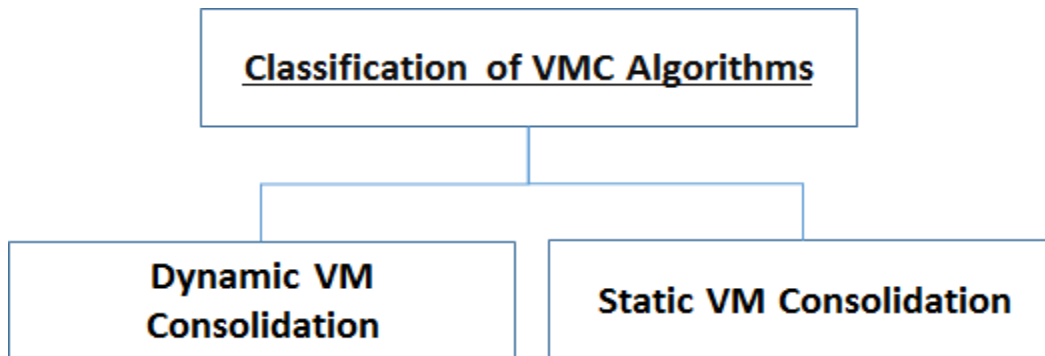 Classification of VMC Algorithms
Dynamic VM
Consolidation
Static VM Consolidation